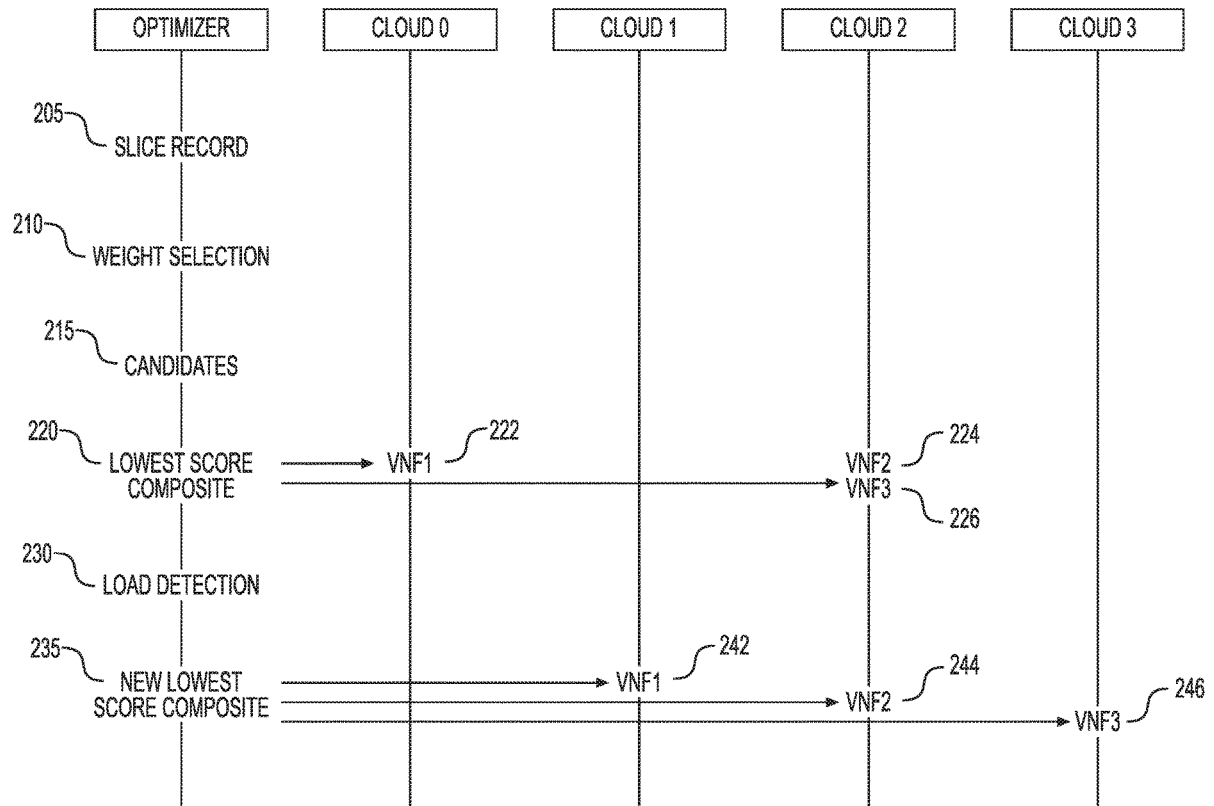 OPTIMIZER CLOUD 0 CLOUD 1 CLOUD 2 CLOUD 3
205
SLICE RECORD
210
WEIGHT SELECTION
215
CANDIDATES
220 222 224
LOWEST SCORE VNF1 VNF2
COMPOSITE VNF3
226
230
LOAD DETECTION
235 242 244
NEW LOWEST VNF1 246
SCORE COMPOSITE VNF2
VNF3